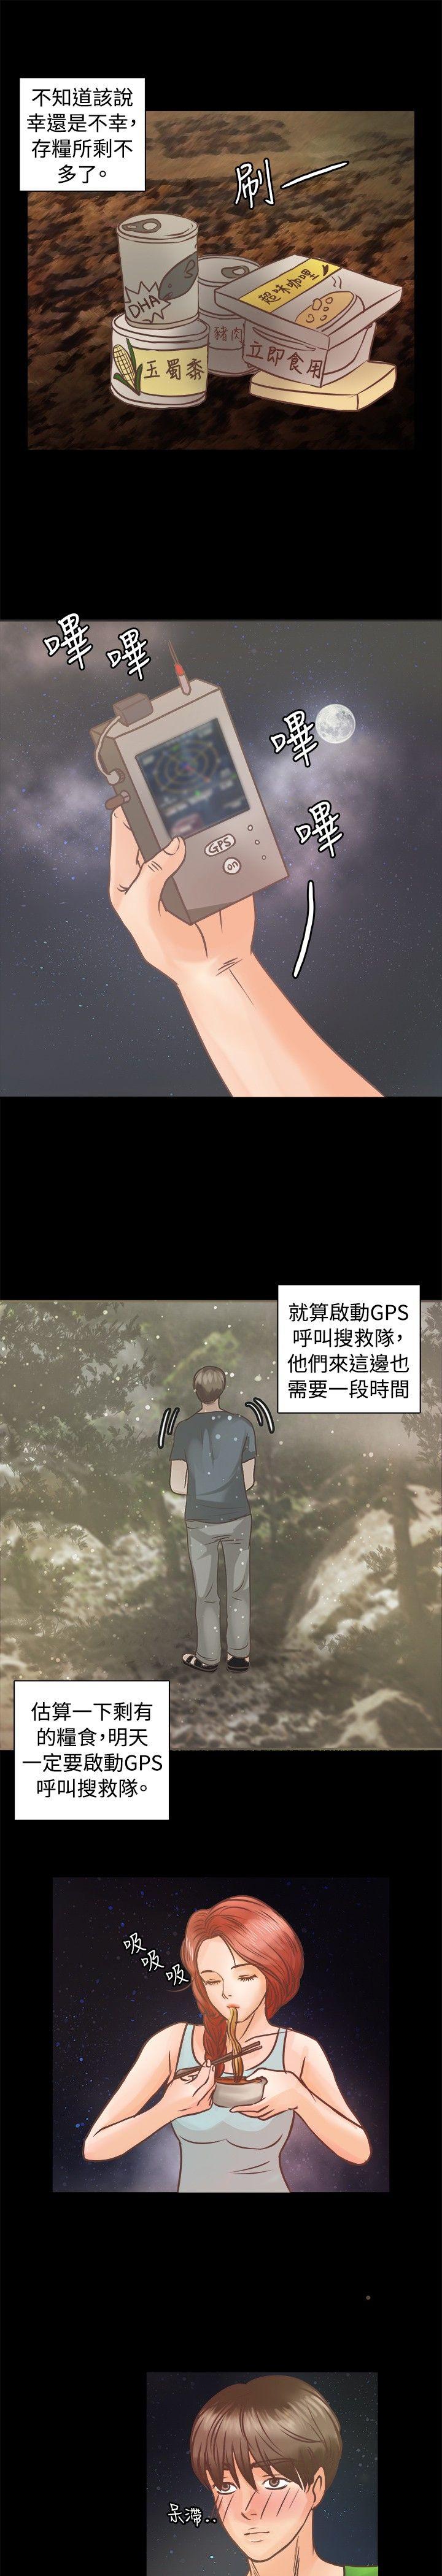 不知道該說
幸還是不幸，
存糧所剩不
多了。
刷
DHA
豬肉
玉蜀黍
超味咖哩
立即食用
嗶
嗶
嗶
嗶
GPS
on
就算啟動GPS
呼叫搜救隊，
他們來這邊也
需要一段時間
估算一下剩有
的糧食，明天
一定要啟動GPS
呼叫搜救隊。
吸
吸
吸
呆滯..